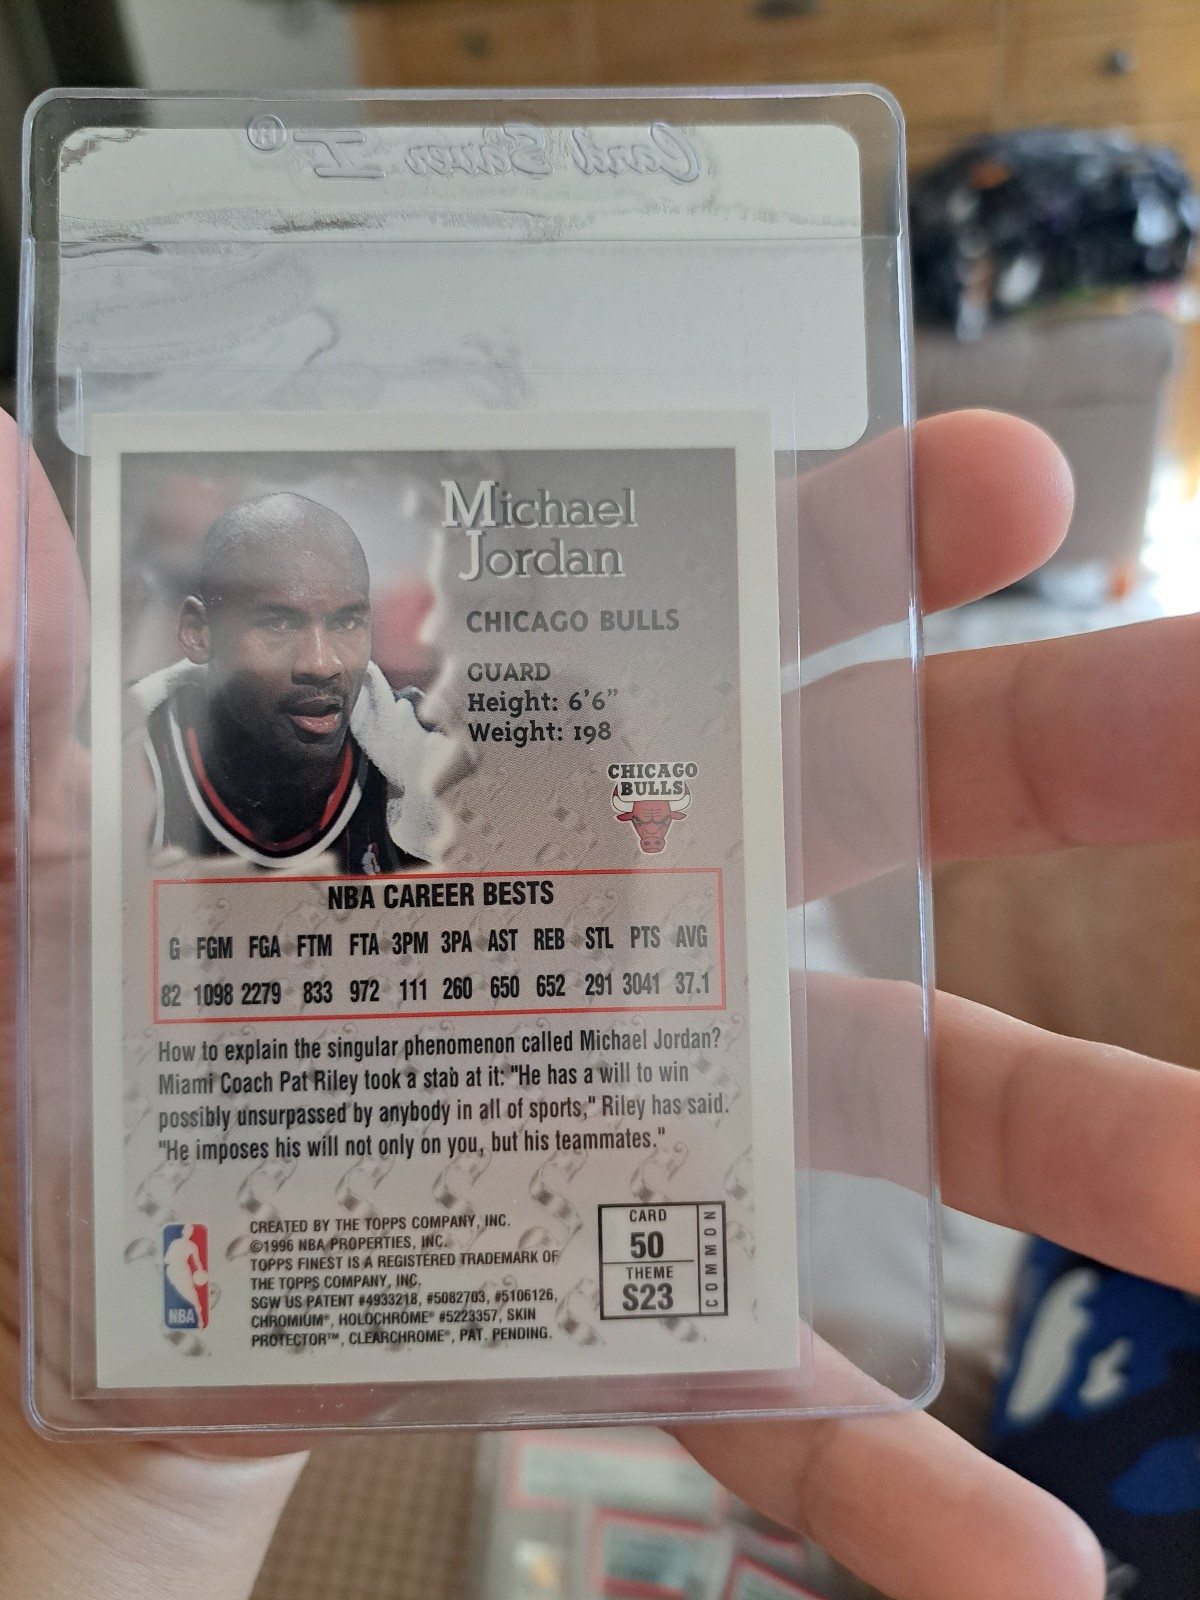 Card Saver II®
Michael
Jordan
CHICAGO BULLS
GUARD
Height: 6'6"
Weight: 198
CHICAGO
BULLS
NBA CAREER BESTS
G FGM FGA FTM FTA 3PM 3PA AST REB STL PTS AVG
82 1098 2279 833 972 111 260 650 652 291 3041 37.1
How to explain the singular phenomenon called Michael Jordan?
Miami Coach Pat Riley took a stab at it: "He has a will to win
possibly unsurpassed by anybody in all of sports," Riley has said.
"He imposes his will not only on you, but his teammates."
NBA
CREATED BY THE TOPPS COMPANY, INC.
©1996 NBA PROPERTIES, INC.
TOPPS FINEST IS A REGISTERED TRADEMARK OF
THE TOPPS COMPANY, INC.
SGW US PATENT #4933218, #5082703, #5106126,
CHROMIUM®, HOLOCHROME® #5223357, SKIN
PROTECTOR™, CLEARCHROME®, PAT. PENDING.
CARD
50
THEME
S23
COMMON